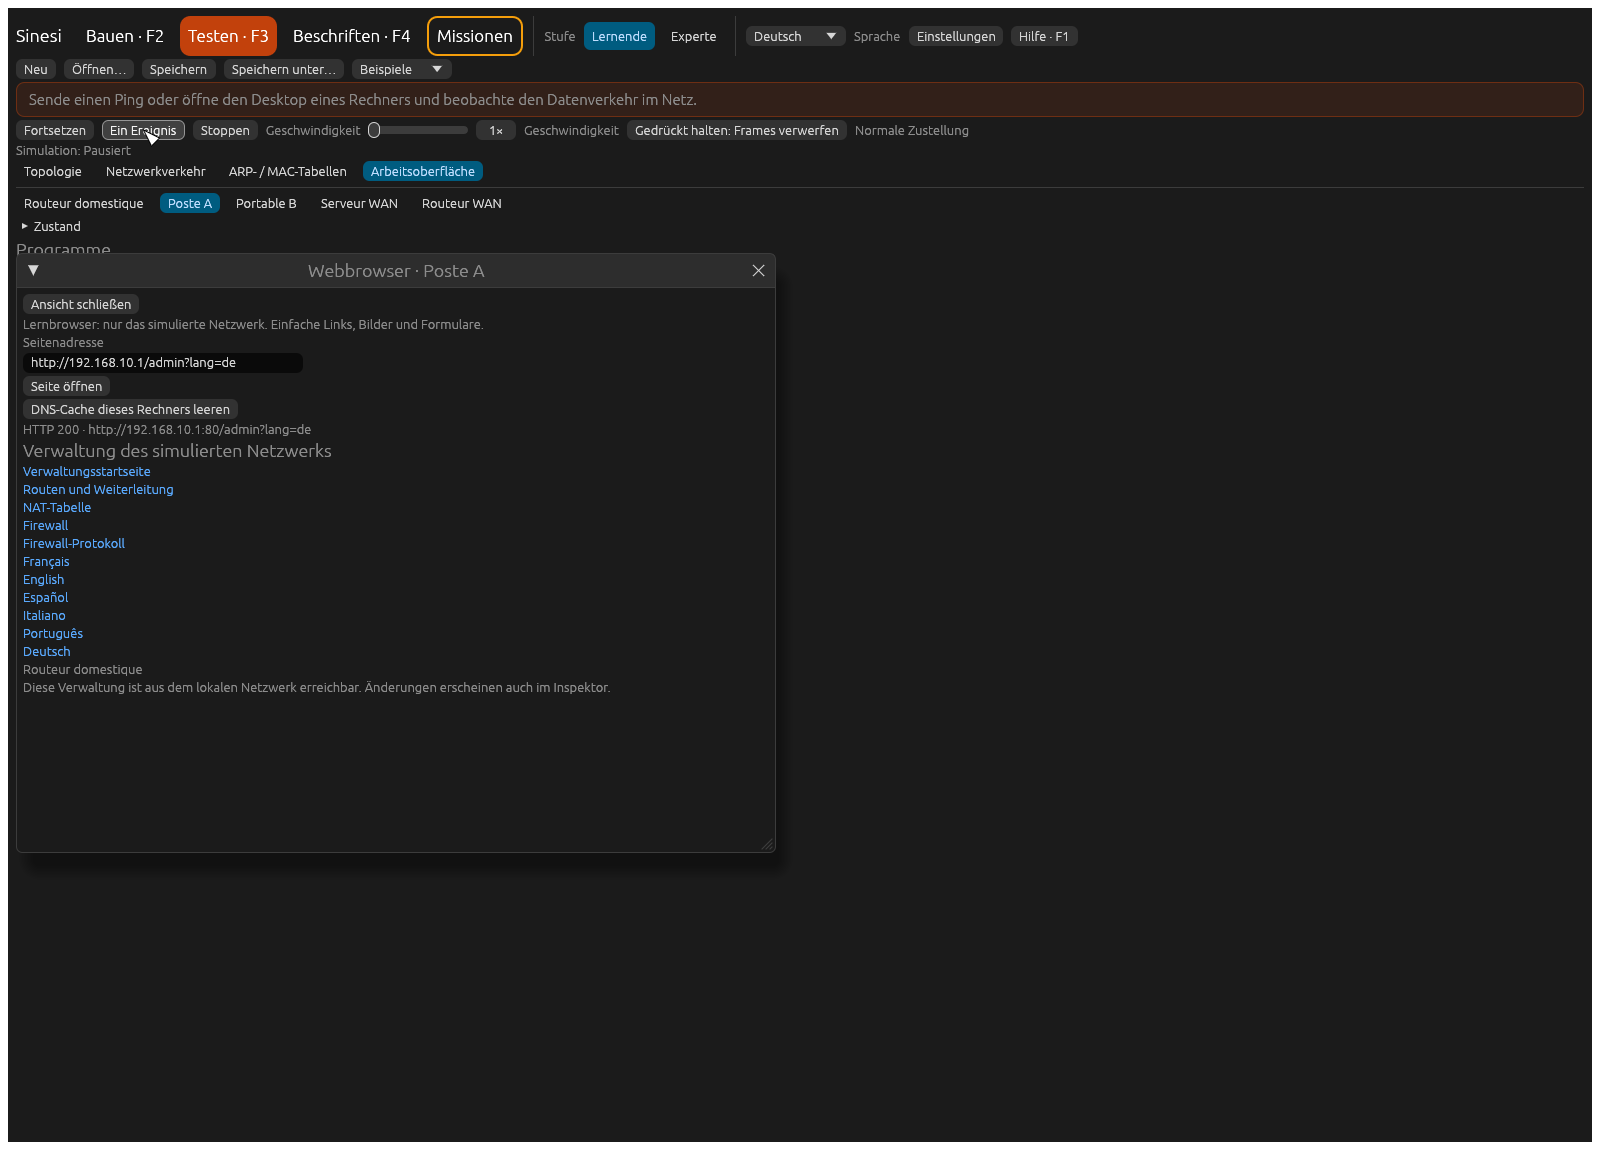 Sinesi Bauen · F2 Testen · F3 Beschriften · F4 Missionen Stufe Lernende Experte Deutsch Sprache Einstellungen Hilfe · F1
Neu Öffnen... Speichern Speichern unter... Beispiele
Sende einen Ping oder öffne den Desktop eines Rechners und beobachte den Datenverkehr im Netz.
Fortsetzen Ein Ereignis Stoppen Geschwindigkeit 1× Geschwindigkeit Gedrückt halten: Frames verwerfen Normale Zustellung
Simulation: Pausiert
Topologie Netzwerkverkehr ARP- / MAC-Tabellen Arbeitsoberfläche
Routeur domestique Poste A Portable B Serveur WAN Routeur WAN
Zustand
Programme
Webbrowser · Poste A
Ansicht schließen
Lernbrowser: nur das simulierte Netzwerk. Einfache Links, Bilder und Formulare.
Seitenadresse
http://192.168.10.1/admin?lang=de
Seite öffnen
DNS-Cache dieses Rechners leeren
HTTP 200 · http://192.168.10.1:80/admin?lang=de
Verwaltung des simulierten Netzwerks
Verwaltungsstartseite
Routen und Weiterleitung
NAT-Tabelle
Firewall
Firewall-Protokoll
Français
English
Español
Italiano
Português
Deutsch
Routeur domestique
Diese Verwaltung ist aus dem lokalen Netzwerk erreichbar. Änderungen erscheinen auch im Inspektor.